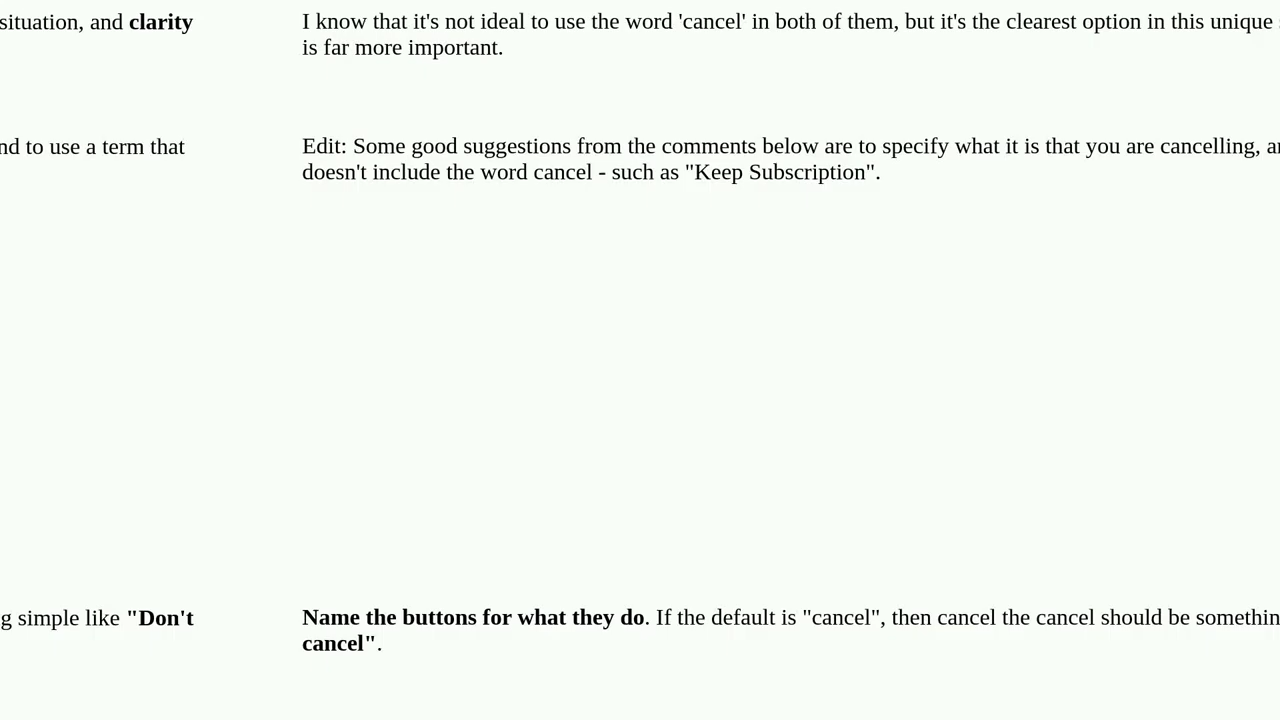 situation, and clarity
I know that it's not ideal to use the word 'cancel' in both of them, but it's the clearest option in this unique
is far more important.
nd to use a term that
Edit: Some good suggestions from the comments below are to specify what it is that you are cancelling, a
doesn't include the word cancel - such as "Keep Subscription".
g simple like "Don't
Name the buttons for what they do. If the default is "cancel", then cancel the cancel should be somethin
cancel".